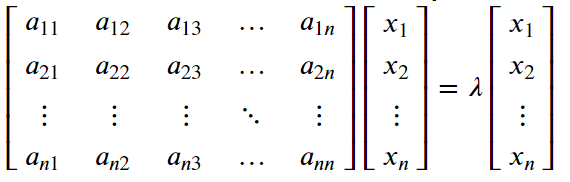 [ a₁₁ a₁₂ a₁₃ … a₁ₙ ] [ x₁ ] [ x₁ ]
[ a₂₁ a₂₂ a₂₃ … a₂ₙ ] [ x₂ ] = λ [ x₂ ]
[ ⋮ ⋮ ⋮ ⋱ ⋮ ] [ ⋮ ] [ ⋮ ]
[ aₙ₁ aₙ₂ aₙ₃ … aₙₙ ] [ xₙ ] [ xₙ ]